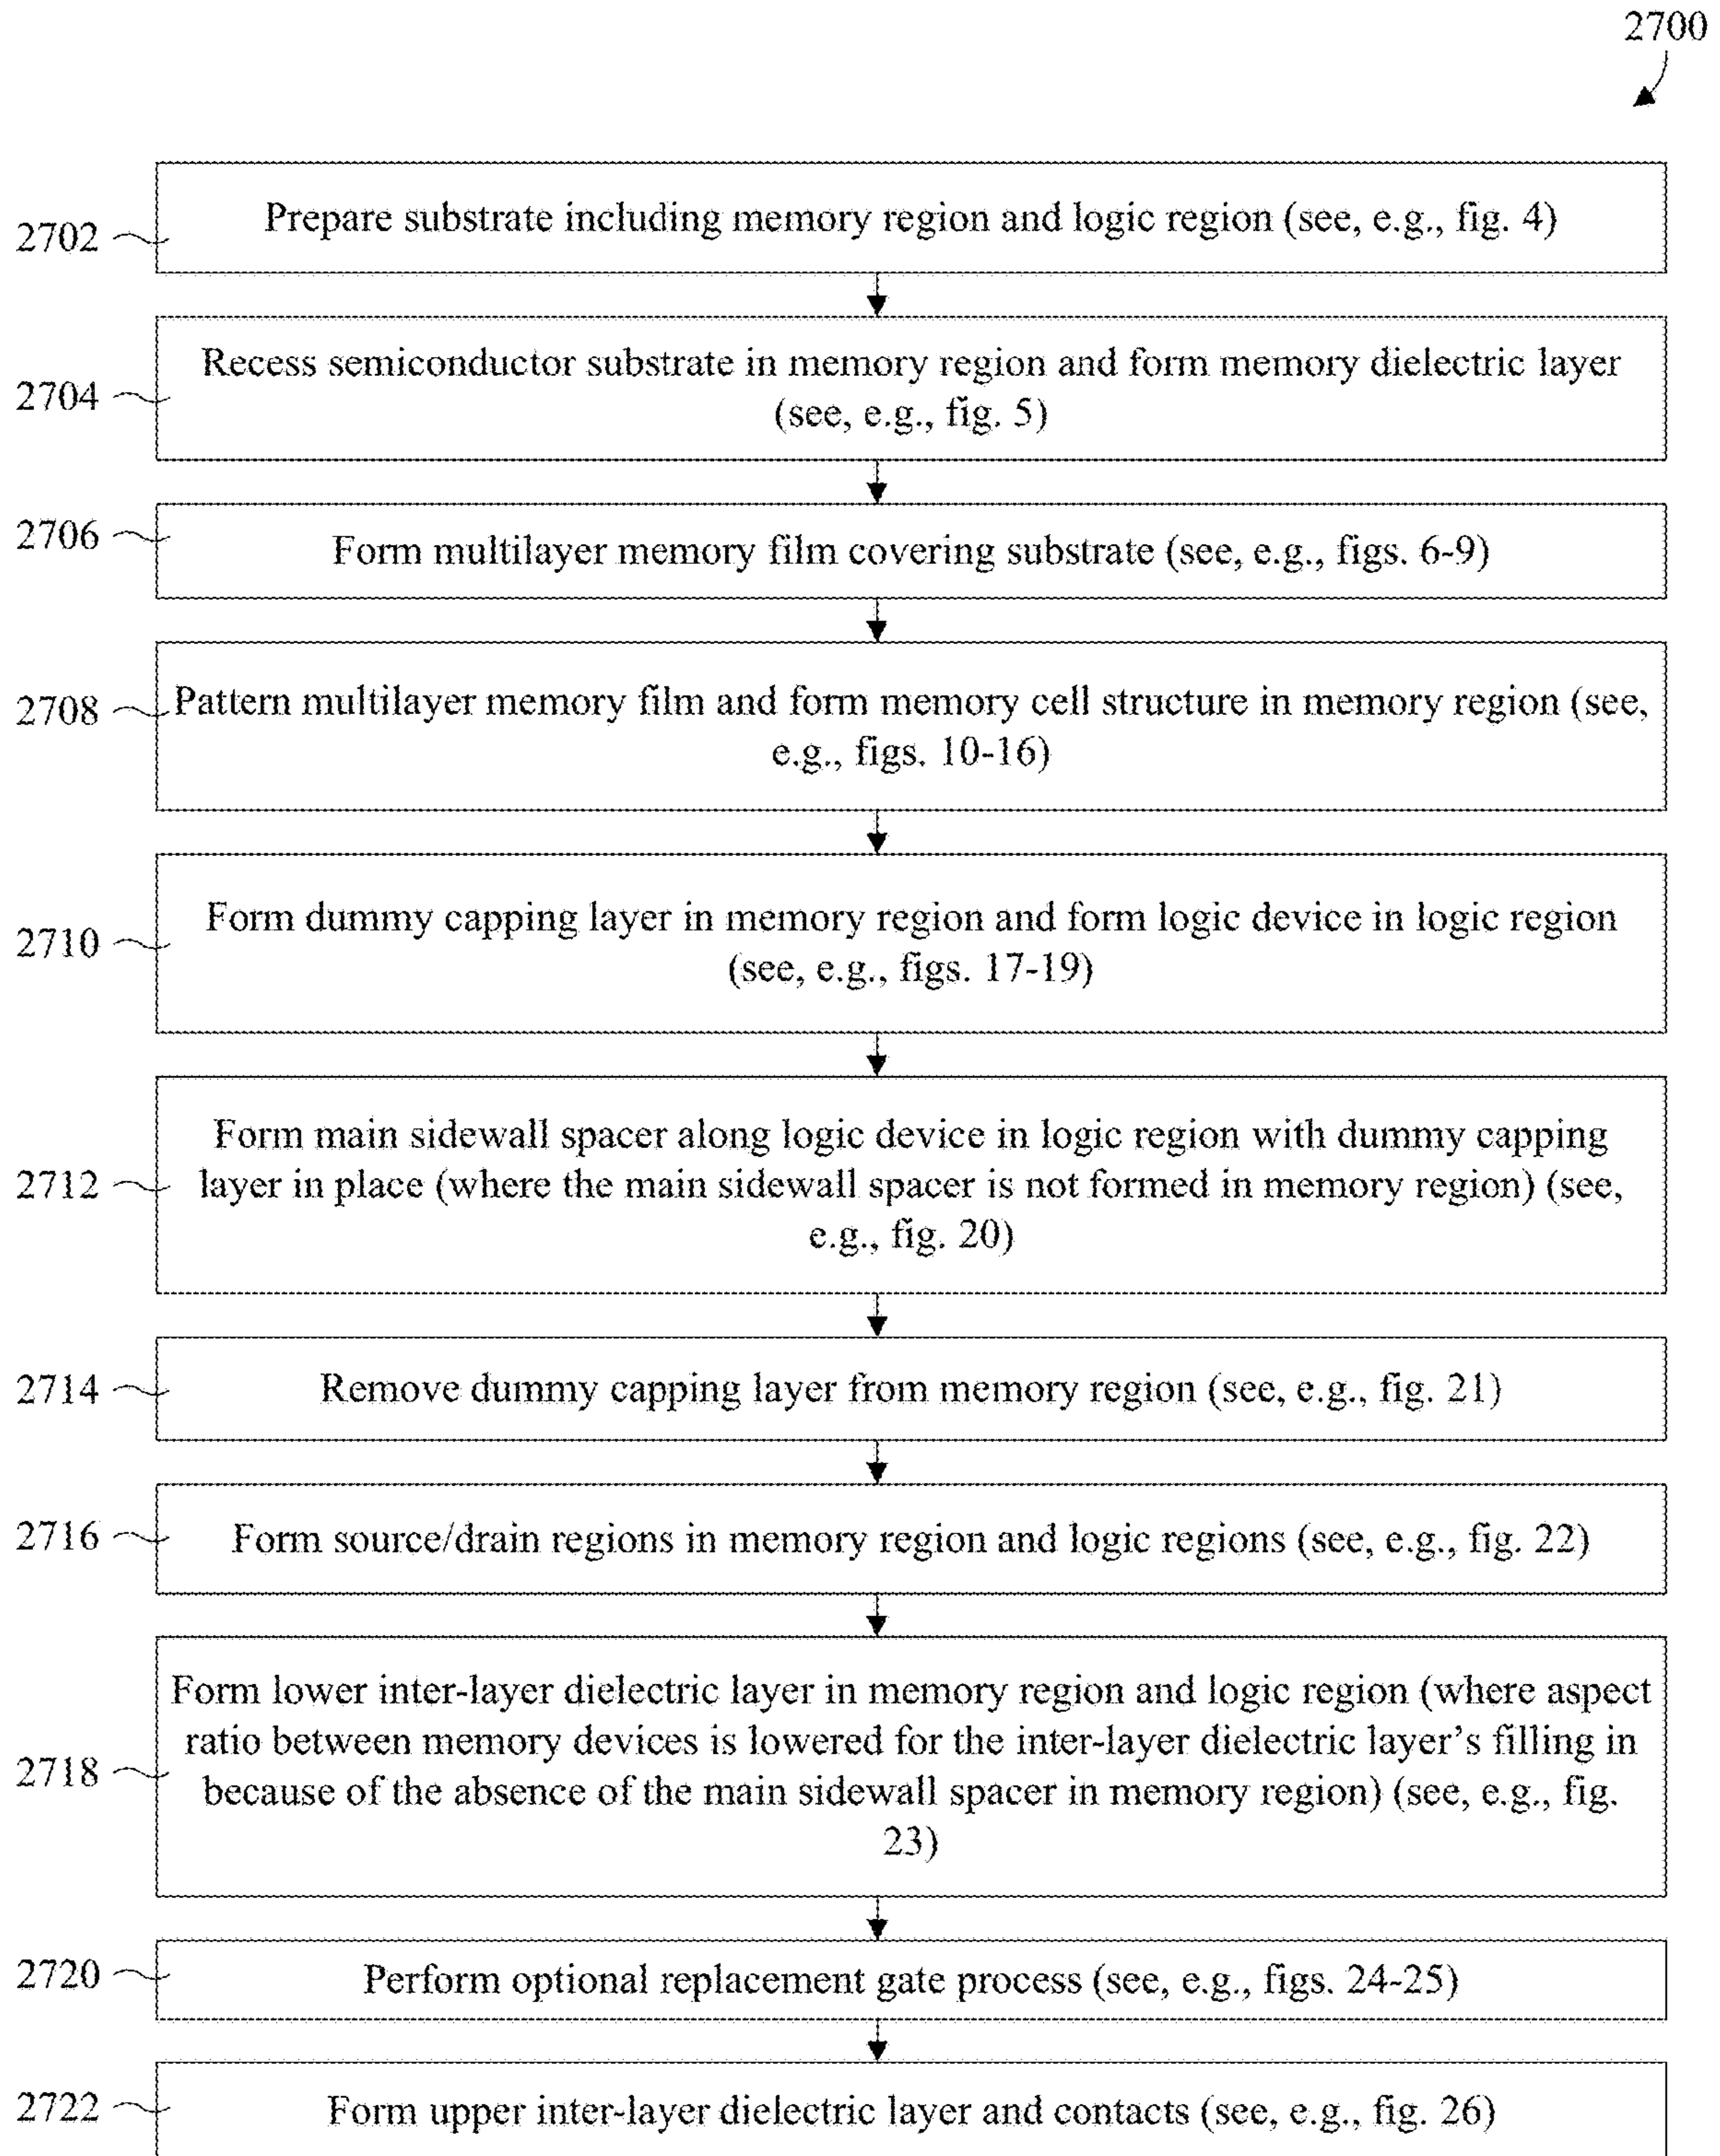 2700
2702
Prepare substrate including memory region and logic region (see, e.g., fig. 4)
2704
Recess semiconductor substrate in memory region and form memory dielectric layer
(see, e.g., fig. 5)
2706
Form multilayer memory film covering substrate (see, e.g., figs. 6-9)
2708
Pattern multilayer memory film and form memory cell structure in memory region (see,
e.g., figs. 10-16)
2710
Form dummy capping layer in memory region and form logic device in logic region
(see, e.g., figs. 17-19)
2712
Form main sidewall spacer along logic device in logic region with dummy capping
layer in place (where the main sidewall spacer is not formed in memory region) (see,
e.g., fig. 20)
2714
Remove dummy capping layer from memory region (see, e.g., fig. 21)
2716
Form source/drain regions in memory region and logic regions (see, e.g., fig. 22)
2718
Form lower inter-layer dielectric layer in memory region and logic region (where aspect
ratio between memory devices is lowered for the inter-layer dielectric layer's filling in
because of the absence of the main sidewall spacer in memory region) (see, e.g., fig.
23)
2720
Perform optional replacement gate process (see, e.g., figs. 24-25)
2722
Form upper inter-layer dielectric layer and contacts (see, e.g., fig. 26)